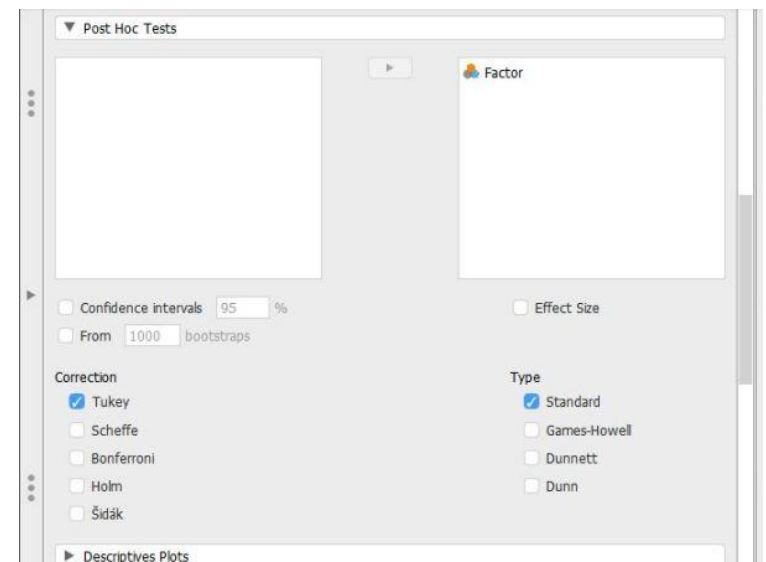 Post Hoc Tests
Factor
Confidence intervals 95 %
Effect Size
From 1000 bootstraps
Correction
Type
Tukey
Standard
Scheffe
Games-Howell
Bonferroni
Dunnett
Holm
Dunn
Šidák
Descriptives Plots